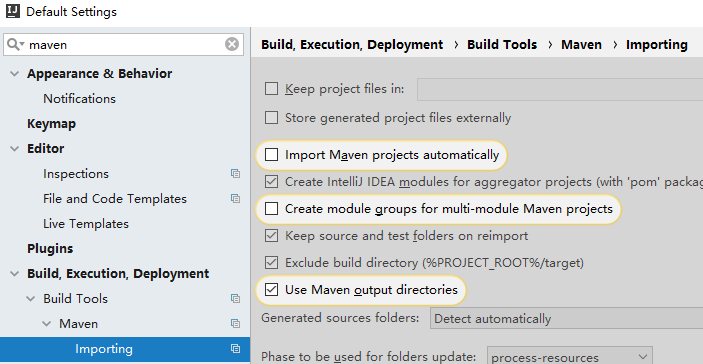 Default Settings
maven
Appearance & Behavior
Notifications
Keymap
Editor
Inspections
File and Code Templates
Live Templates
Plugins
Build, Execution, Deployment
Build Tools
Maven
Importing
Build, Execution, Deployment › Build Tools › Maven › Importing
Keep project files in:
Store generated project files externally
Import Maven projects automatically
Create IntelliJ IDEA modules for aggregator projects (with 'pom' packag
Create module groups for multi-module Maven projects
Keep source and test folders on reimport
Exclude build directory (%PROJECT_ROOT%/target)
Use Maven output directories
Generated sources folders: Detect automatically
Phase to be used for folders update: process-resources